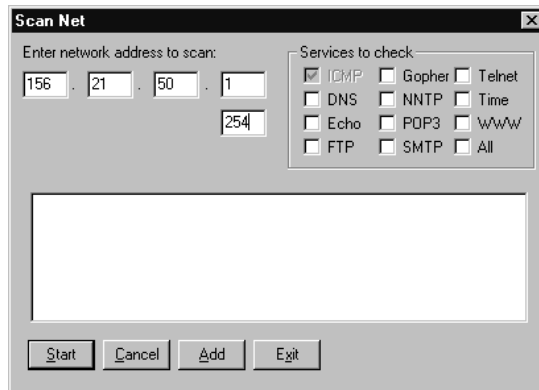 Scan Net
Enter network address to scan:
156 . 21 . 50 . 1
254
Services to check
ICMP Gopher Telnet
DNS NNTP Time
Echo POP3 WWW
FTP SMTP All
Start Cancel Add Exit